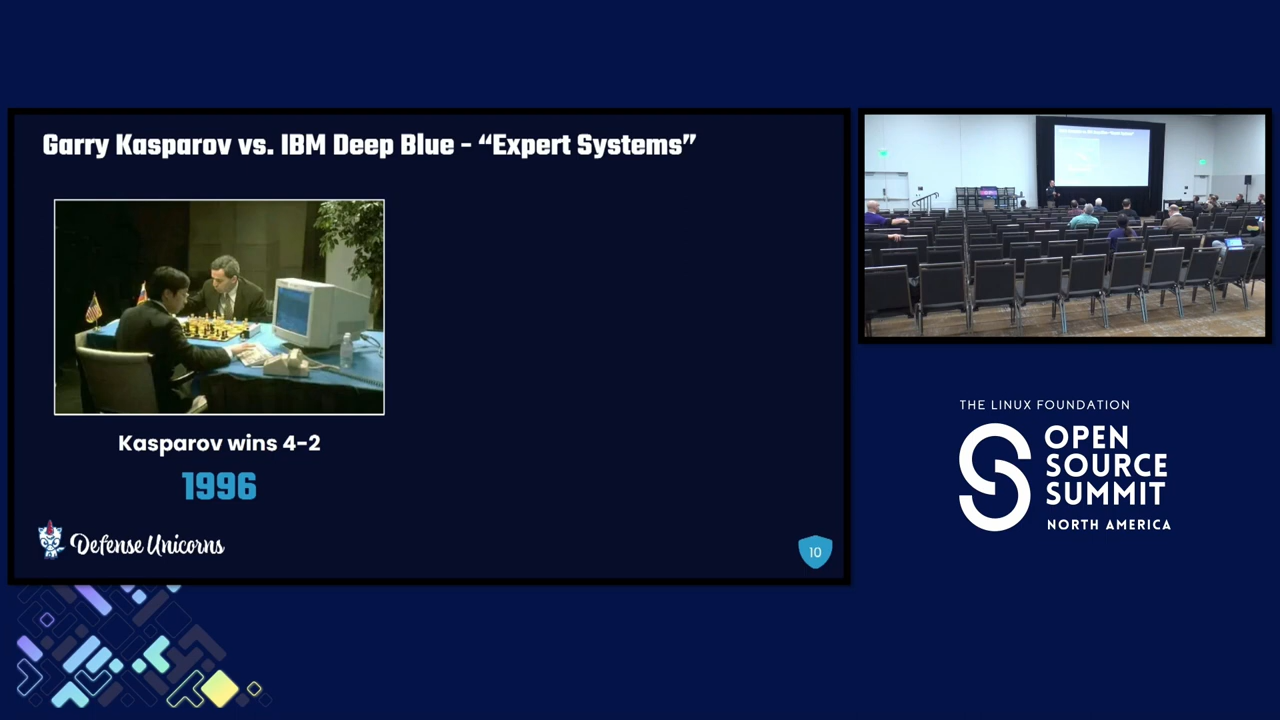 Garry Kasparov vs. IBM Deep Blue - “Expert Systems”
Kasparov wins 4-2
1996
Defense Unicorns
10
THE LINUX FOUNDATION
OPEN
SOURCE
SUMMIT
NORTH AMERICA